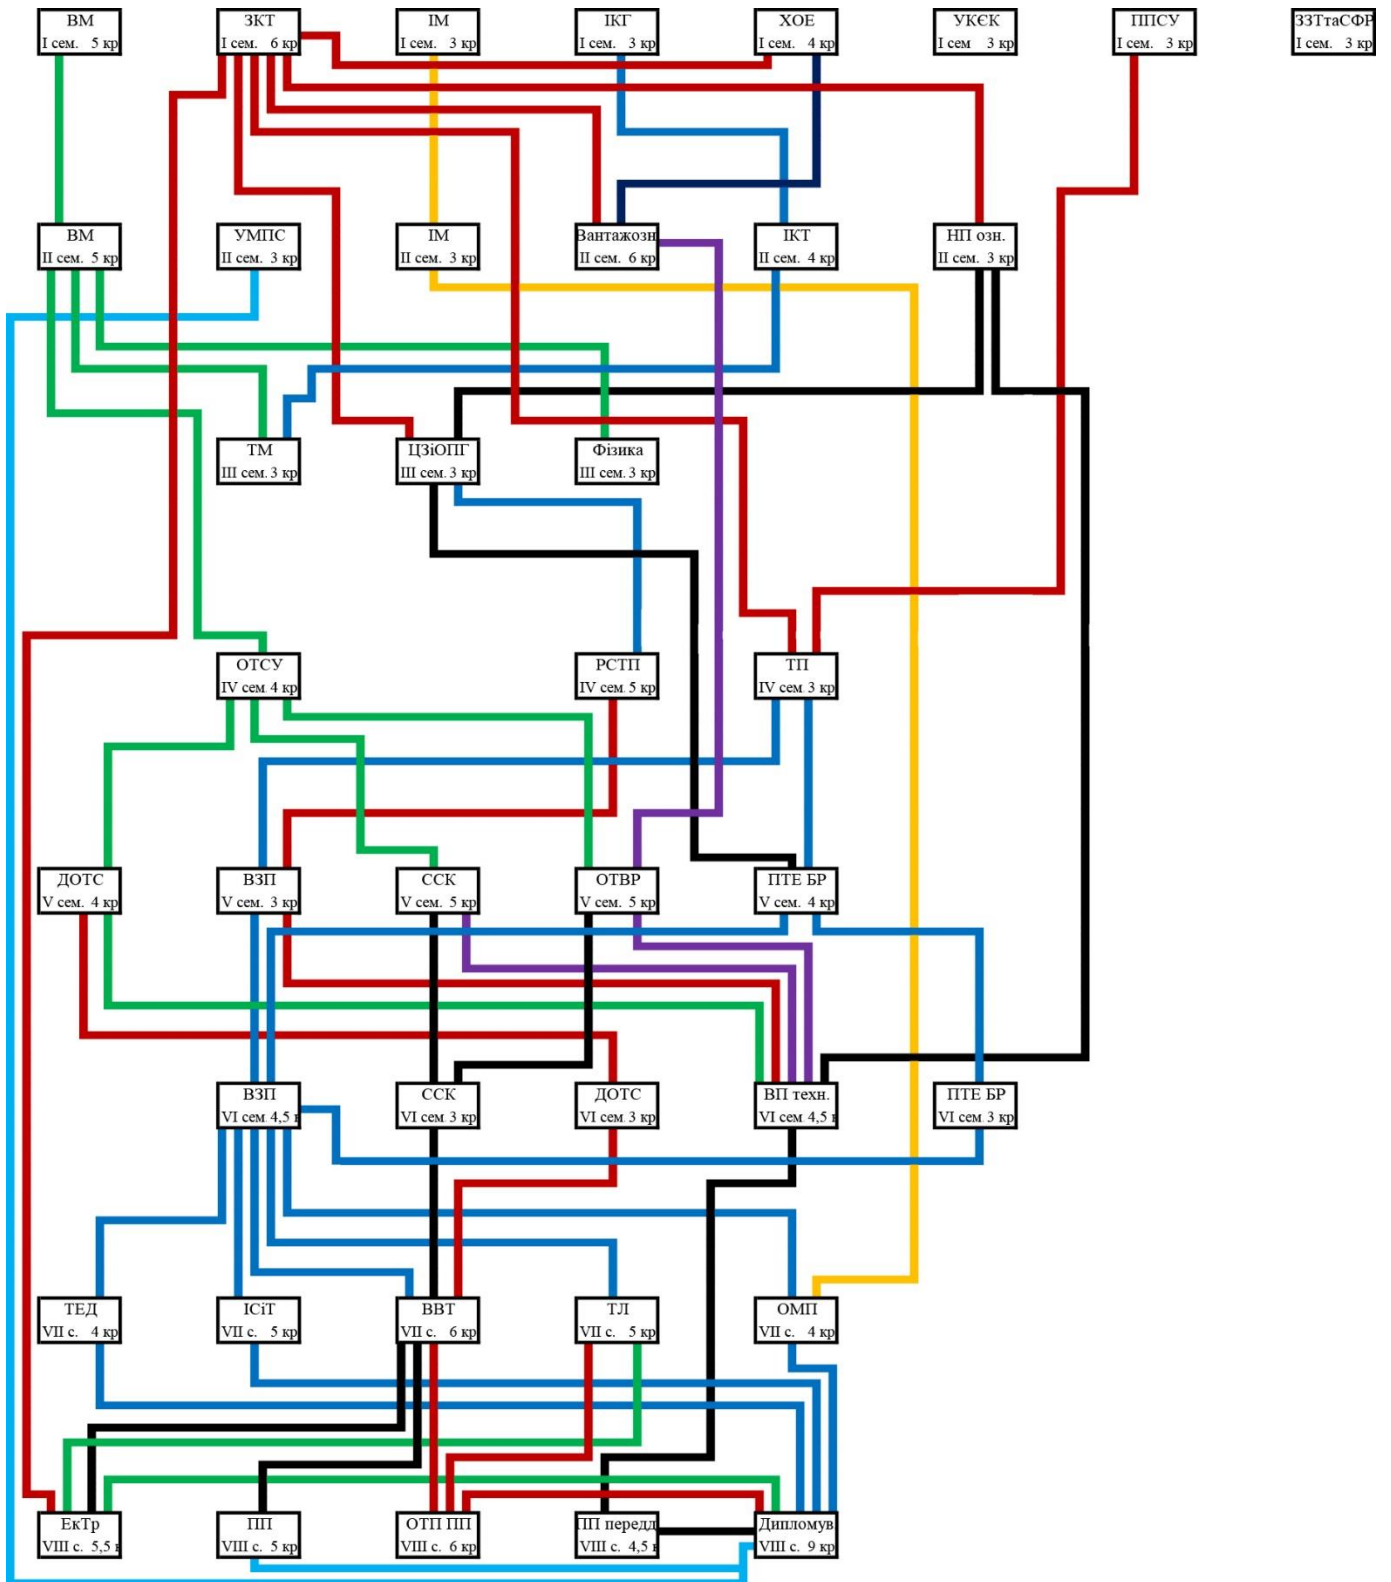 ВМ
І сем. 5 кр
ЗКТ
І сем. 6 кр
ІМ
І сем. 3 кр
ІКГ
І сем. 3 кр
ХОЕ
І сем. 4 кр
УКЄК
І сем 3 кр
ППСУ
І сем. 3 кр
ЗЗТтаСФР
І сем. 3 кр
ВМ
ІІ сем. 5 кр
УМПС
ІІ сем. 3 кр
ІМ
ІІ сем. 3 кр
Вантажозн
ІІ сем. 6 кр
ІКТ
ІІ сем. 4 кр
НП озн.
ІІ сем. 3 кр
ТМ
ІІІ сем. 3 кр
ЦЗіОПГ
ІІІ сем. 3 кр
Фізика
ІІІ сем. 3 кр
ОТСУ
IV сем 4 кр
РСТП
IV сем. 5 кр
ТП
IV сем. 3 кр
ДОТС
V сем. 4 кр
ВЗП
V сем. 3 кр
ССК
V сем. 5 кр
ОТВР
V сем. 5 кр
ПТЕ БР
V сем. 4 кр
ВЗП
VI сем 4,5 к
ССК
VI сем. 3 кр
ДОТС
VI сем. 3 кр
ВП техн.
VI сем 4,5 к
ПТЕ БР
VI сем 3 кр
ТЕД
VII с. 4 кр
ІСіТ
VII с. 5 кр
ВВТ
VII с. 6 кр
ТЛ
VII с. 5 кр
ОМП
VII с. 4 кр
ЕкТр
VIII с. 5,5 к
ПП
VIII с. 5 кр
ОТП ПП
VIII с. 6 кр
ПП передд
VIII с. 4,5 к
Дипломув.
VIII с. 9 кр